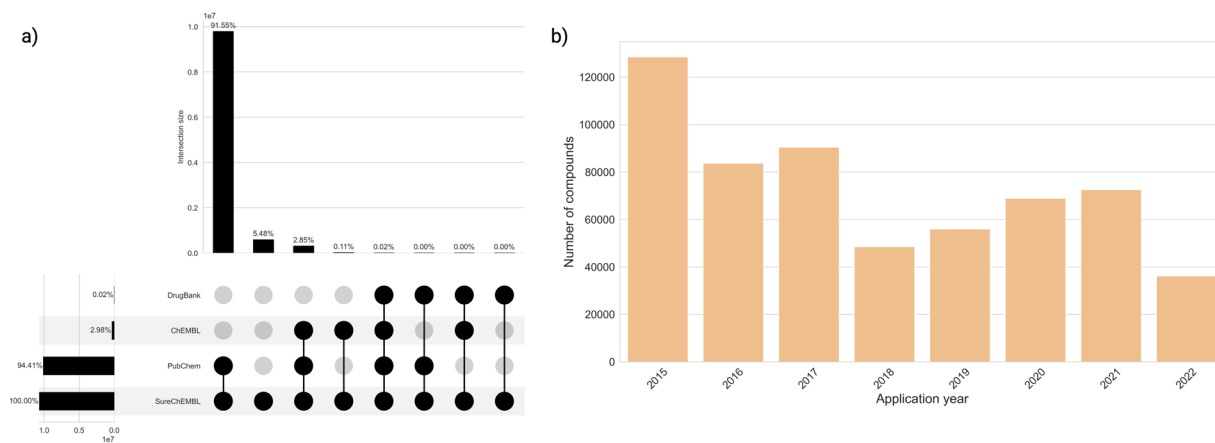 a)
1e7
1.0
0.8
0.6
0.4
0.2
0.0
Intersection size
91.55%
5.48%
2.85%
0.11%
0.02%
0.00%
0.00%
0.00%
DrugBank
ChEMBL
PubChem
SureChEMBL
0.02%
2.98%
94.41%
100.00%
1.0 0.5 0.0
1e7
b)
Number of compounds
120000
100000
80000
60000
40000
20000
0
2015 2016 2017 2018 2019 2020 2021 2022
Application year